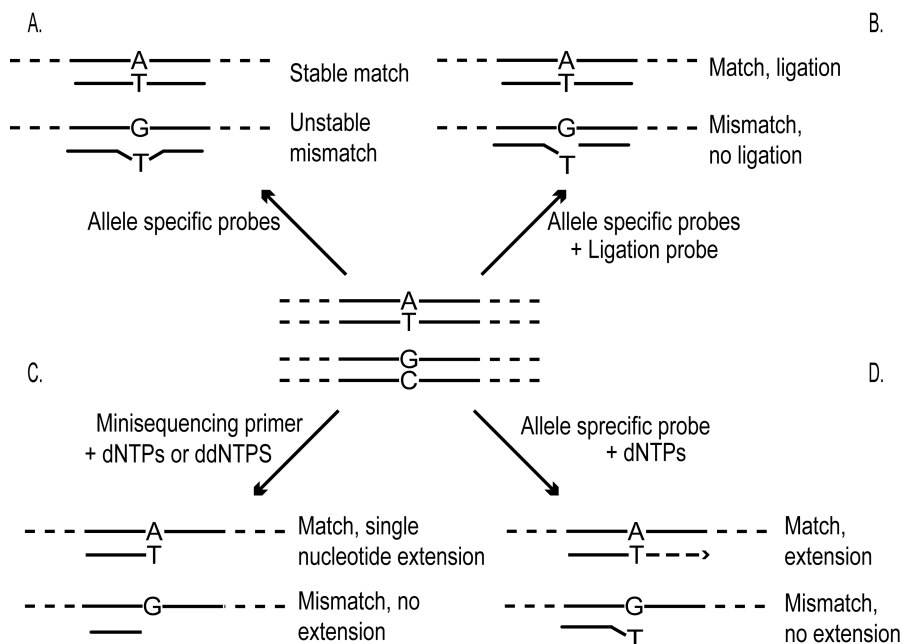 A.
A
T
Stable match
G
T
Unstable
mismatch
Allele specific probes
B.
A
T
Match, ligation
G
T
Mismatch,
no ligation
Allele specific probes
+ Ligation probe
A
T
G
C
C.
Minisequencing primer
+ dNTPs or ddNTPS
A
T
Match, single
nucleotide extension
G
Mismatch, no
extension
D.
Allele sprecific probe
+ dNTPs
A
T
Match,
extension
G
T
Mismatch,
no extension